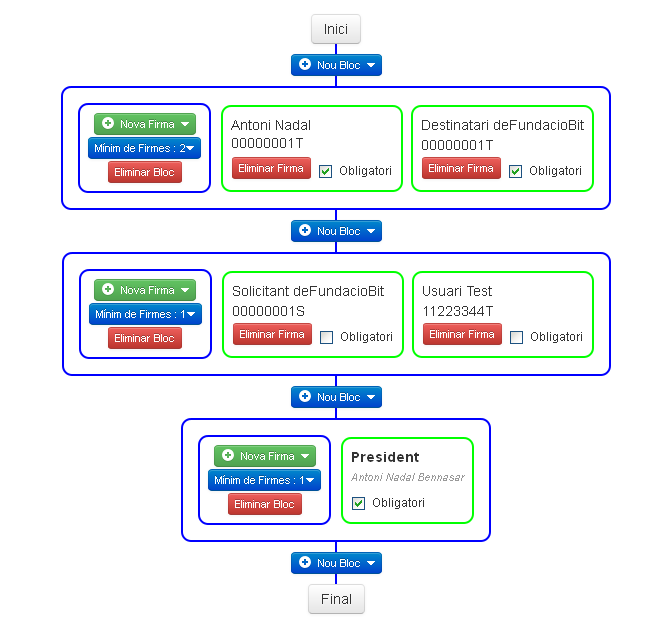 Inici
Nou Bloc
Nova Firma
Mínim de Firmes : 2
Eliminar Bloc
Antoni Nadal
00000001T
Eliminar Firma
Obligatori
Destinatari deFundacioBit
00000001T
Eliminar Firma
Obligatori
Nou Bloc
Nova Firma
Mínim de Firmes : 1
Eliminar Bloc
Solicitant deFundacioBit
00000001S
Eliminar Firma
Obligatori
Usuari Test
11223344T
Eliminar Firma
Obligatori
Nou Bloc
Nova Firma
Mínim de Firmes : 1
Eliminar Bloc
President
Antoni Nadal Bennasar
Obligatori
Nou Bloc
Final